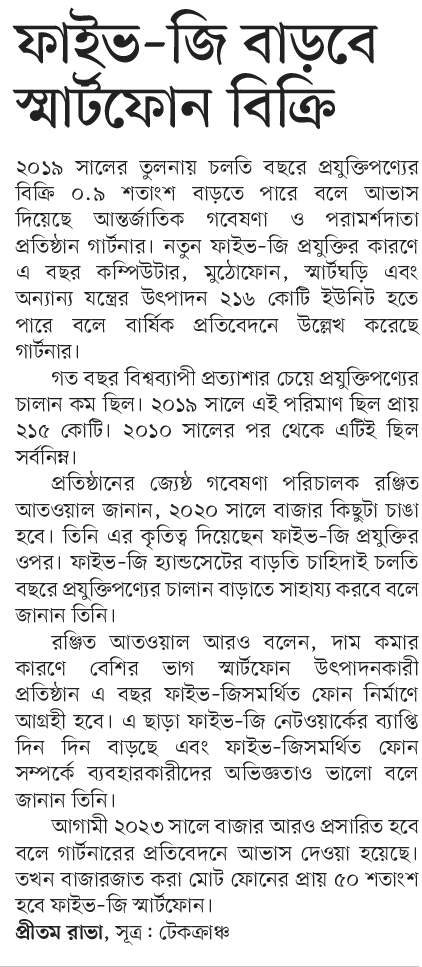 ফাইভ-জি বাড়বে
স্মার্টফোন বিক্রি
২০১৯ সালের তুলনায় চলতি বছরে প্রযুক্তিপণ্যের
বিক্রি ০.৯ শতাংশ বাড়তে পারে বলে আভাস
দিয়েছে আন্তর্জাতিক গবেষণা ও পরামর্শদাতা
প্রতিষ্ঠান গার্টনার। নতুন ফাইভ-জি প্রযুক্তির কারণে
এ বছর কম্পিউটার, মুঠোফোন, স্মার্টঘড়ি এবং
অন্যান্য যন্ত্রের উৎপাদন ২১৬ কোটি ইউনিট হতে
পারে বলে বার্ষিক প্রতিবেদনে উল্লেখ করেছে
গার্টনার।
গত বছর বিশ্বব্যাপী প্রত্যাশার চেয়ে প্রযুক্তিপণ্যের
চালান কম ছিল। ২০১৯ সালে এই পরিমাণ ছিল প্রায়
২১৫ কোটি। ২০১০ সালের পর থেকে এটিই ছিল
সর্বনিম্ন।
প্রতিষ্ঠানের জ্যেষ্ঠ গবেষণা পরিচালক রঞ্জিত
আতওয়াল জানান, ২০২০ সালে বাজার কিছুটা চাঙা
হবে। তিনি এর কৃতিত্ব দিয়েছেন ফাইভ-জি প্রযুক্তির
ওপর। ফাইভ-জি হ্যান্ডসেটের বাড়তি চাহিদাই চলতি
বছরে প্রযুক্তিপণ্যের চালান বাড়াতে সাহায্য করবে বলে
জানান তিনি।
রঞ্জিত আতওয়াল আরও বলেন, দাম কমার
কারণে বেশির ভাগ স্মার্টফোন উৎপাদনকারী
প্রতিষ্ঠান এ বছর ফাইভ-জিসমর্থিত ফোন নির্মাণে
আগ্রহী হবে। এ ছাড়া ফাইভ-জি নেটওয়ার্কের ব্যাপ্তি
দিন দিন বাড়ছে এবং ফাইভ-জিসমর্থিত ফোন
সম্পর্কে ব্যবহারকারীদের অভিজ্ঞতাও ভালো বলে
জানান তিনি।
আগামী ২০২৩ সালে বাজার আরও প্রসারিত হবে
বলে গার্টনারের প্রতিবেদনে আভাস দেওয়া হয়েছে।
তখন বাজারজাত করা মোট ফোনের প্রায় ৫০ শতাংশ
হবে ফাইভ-জি স্মার্টফোন।
প্রীতম রাভা, সূত্র : টেকক্রাঞ্চ